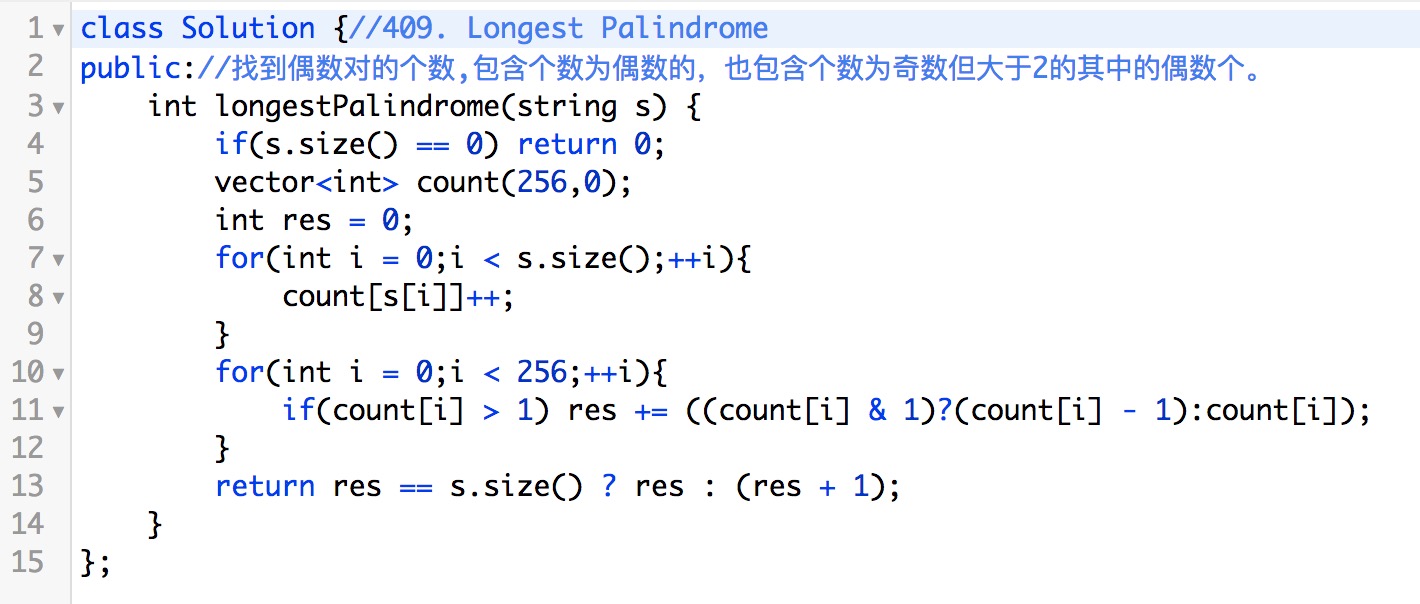 1 class Solution {//409. Longest Palindrome
2 public://找到偶数对的个数,包含个数为偶数的，也包含个数为奇数但大于2的其中的偶数个。
3     int longestPalindrome(string s) {
4         if(s.size() == 0) return 0;
5         vector<int> count(256,0);
6         int res = 0;
7         for(int i = 0;i < s.size();++i){
8             count[s[i]]++;
9         }
10         for(int i = 0;i < 256;++i){
11             if(count[i] > 1) res += ((count[i] & 1)?(count[i] - 1):count[i]);
12         }
13         return res == s.size() ? res : (res + 1);
14     }
15 };